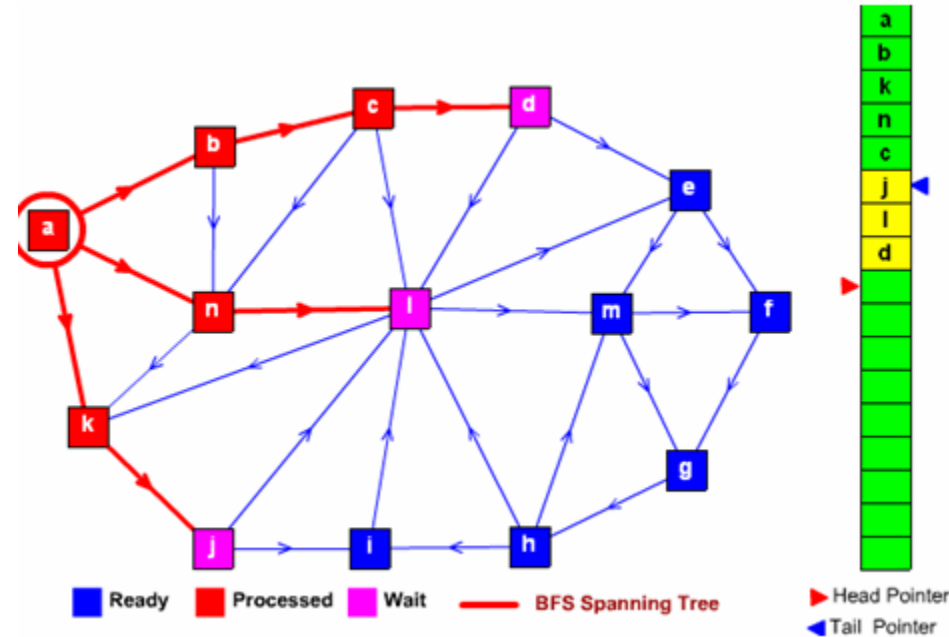 a
b
k
n
c
j
l
d
c
d
b
e
a
n
l
m
f
k
g
j
i
h
Ready
Processed
Wait
BFS Spanning Tree
Head Pointer
Tail Pointer